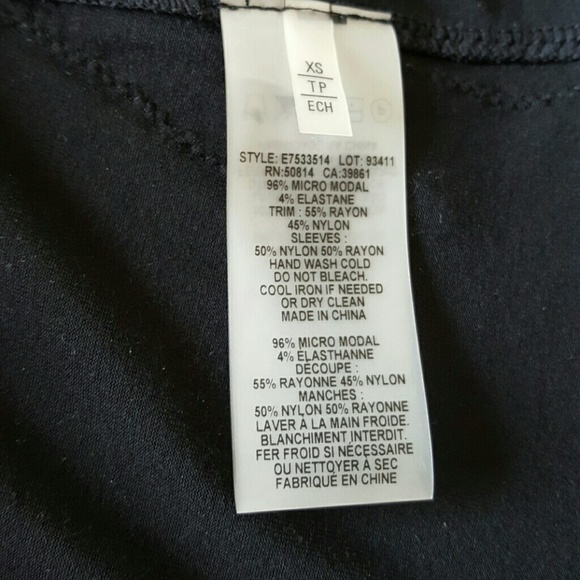 XS
TP
ECH
STYLE: E7533514 LOT: 93411
RN:50814 CA:39861
96% MICRO MODAL
4% ELASTANE
TRIM : 55% RAYON
45% NYLON
SLEEVES :
50% NYLON 50% RAYON
HAND WASH COLD
DO NOT BLEACH.
COOL IRON IF NEEDED
OR DRY CLEAN
MADE IN CHINA
96% MICRO MODAL
4% ELASTHANNE
DÉCOUPE :
55% RAYONNE 45% NYLON
MANCHES :
50% NYLON 50% RAYONNE
LAVER À LA MAIN FROIDE.
BLANCHIMENT INTERDIT.
FER FROID SI NÉCESSAIRE
OU NETTOYER À SEC
FABRIQUÉ EN CHINE